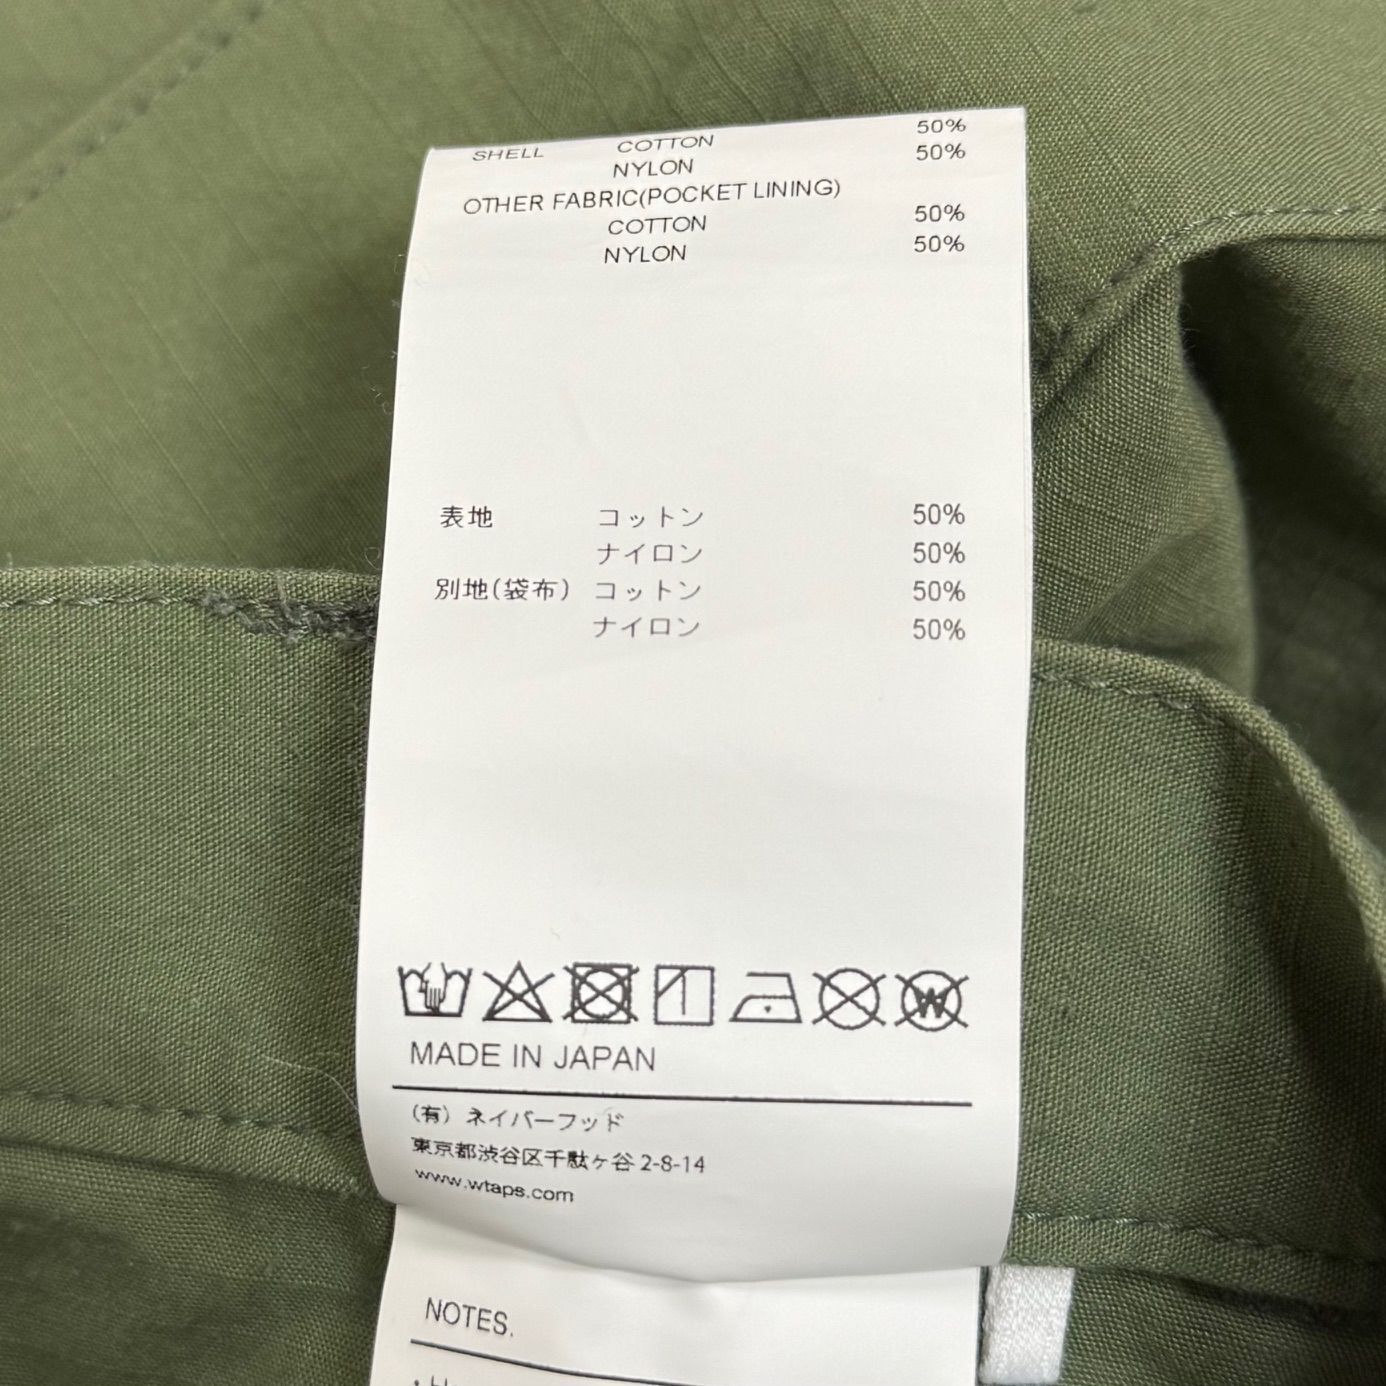 SHELL COTTON 50%
NYLON 50%
OTHER FABRIC(POCKET LINING)
COTTON 50%
NYLON 50%
表地 コットン 50%
ナイロン 50%
別地(袋布) コットン 50%
ナイロン 50%
W
MADE IN JAPAN
(有) ネイバーフッド
東京都渋谷区千駄ヶ谷 2-8-14
www.wtaps.com
NOTES.